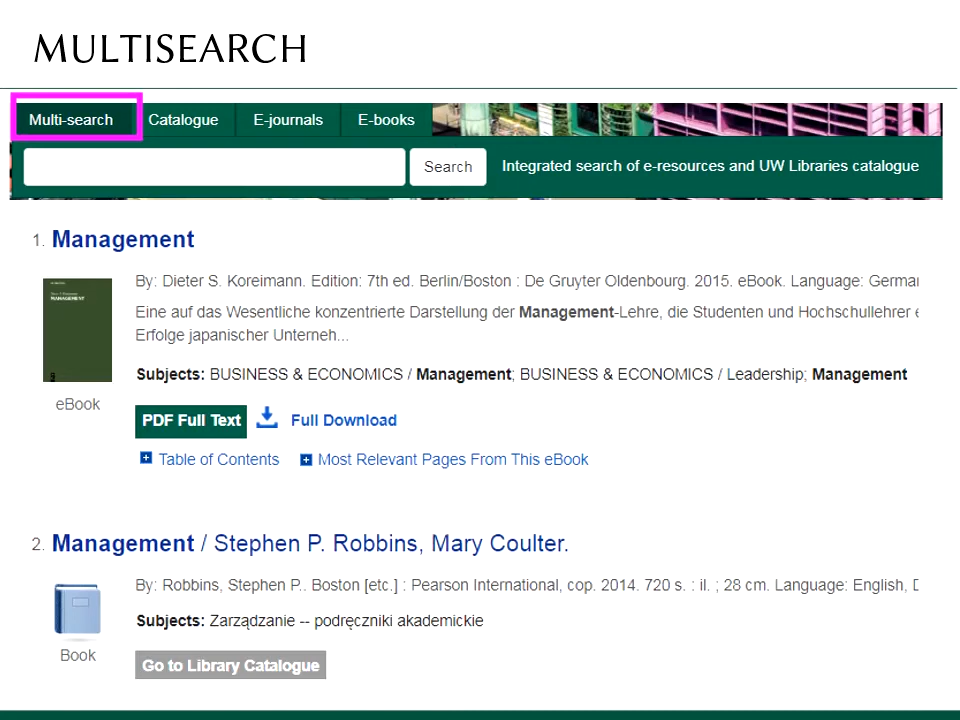 MULTISEARCH
Multi-search Catalogue E-journals E-books
Search Integrated search of e-resources and UW Libraries catalogue
1. Management
By: Dieter S. Koreimann. Edition: 7th ed. Berlin/Boston : De Gruyter Oldenbourg. 2015. eBook. Language: German
Eine auf das Wesentliche konzentrierte Darstellung der Management-Lehre, die Studenten und Hochschullehrer
Erfolge japanischer Unterneh...
Subjects: BUSINESS & ECONOMICS / Management; BUSINESS & ECONOMICS / Leadership; Management
MANAGEMENT
eBook
PDF Full Text Full Download
Table of Contents Most Relevant Pages From This eBook
2. Management / Stephen P. Robbins, Mary Coulter.
By: Robbins, Stephen P.. Boston [etc.] : Pearson International, cop. 2014. 720 s. : il. ; 28 cm. Language: English,
Subjects: Zarządzanie -- podręczniki akademickie
Book
Go to Library Catalogue